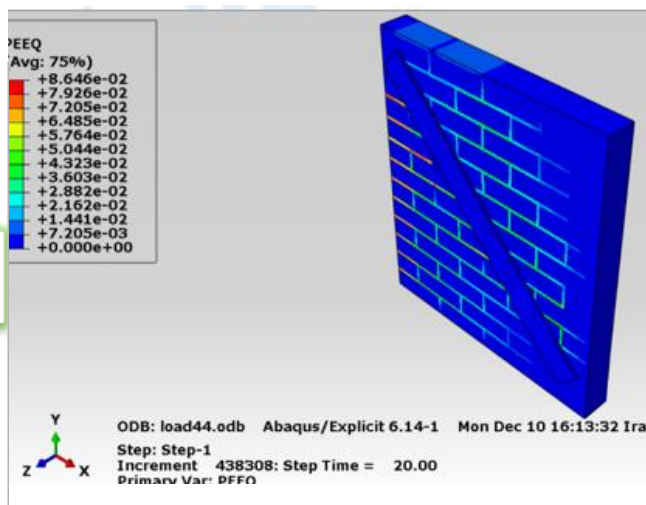 PEEQ
(Avg: 75%)
+8.646e-02
+7.926e-02
+7.205e-02
+6.485e-02
+5.764e-02
+5.044e-02
+4.323e-02
+3.603e-02
+2.882e-02
+2.162e-02
+1.441e-02
+7.205e-03
+0.000e+00
Y
Z X
ODB: load44.odb Abaqus/Explicit 6.14-1 Mon Dec 10 16:13:32 Ira
Step: Step-1
Increment 438308: Step Time = 20.00
Primary Var: PEEQ